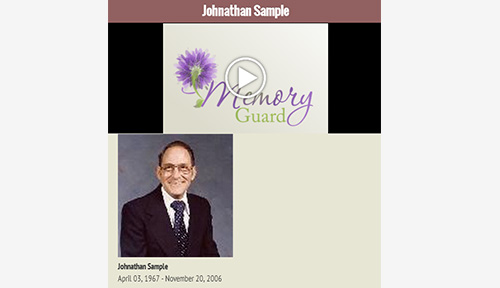 Johnathan Sample
Memory
Guard
Johnathan Sample
April 03, 1967 - November 20, 2006